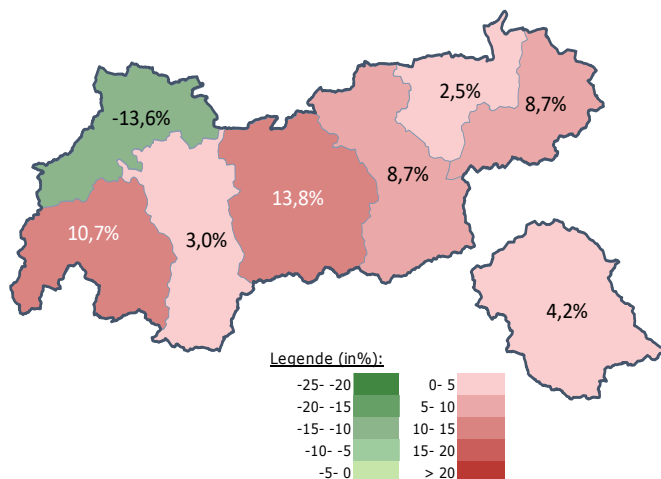 2,5%
-13,6%
8,7%
8,7%
13,8%
10,7%
3,0%
4,2%
Legende (in%):
-25- -20 0- 5
-20- -15 5- 10
-15- -10 10- 15
-10- -5 15- 20
-5- 0 > 20